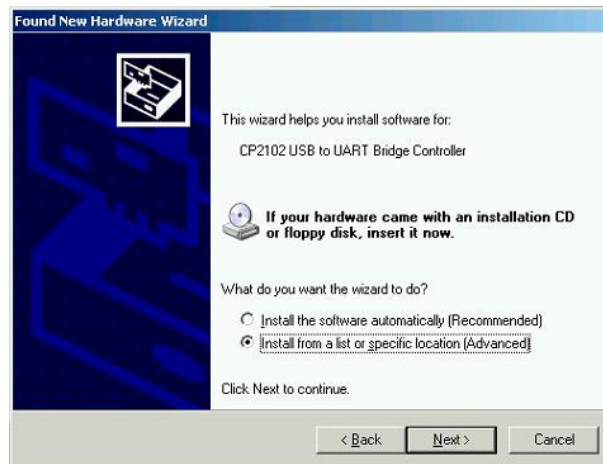 Found New Hardware Wizard
This wizard helps you install software for:
CP2102 USB to UART Bridge Controller
If your hardware came with an installation CD
or floppy disk, insert it now.
What do you want the wizard to do?
Install the software automatically (Recommended)
Install from a list or specific location (Advanced)
Click Next to continue.
< Back Next > Cancel